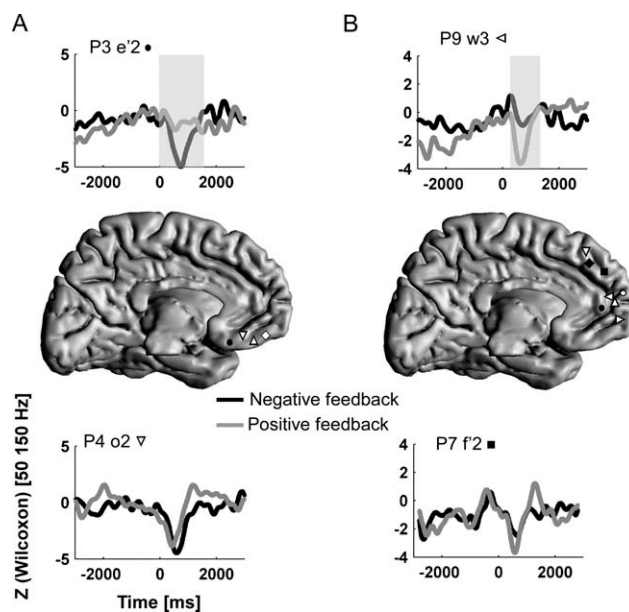 A
P3 e'2
5
0
-5
-2000 0 2000
B
P9 w3
4
2
0
-2
-4
-2000 0 2000
Negative feedback
Positive feedback
Z (Wilcoxon) [50 150 Hz]
P4 o2
5
0
-5
-2000 0 2000
Time [ms]
P7 f'2
4
2
0
-2
-4
-2000 0 2000